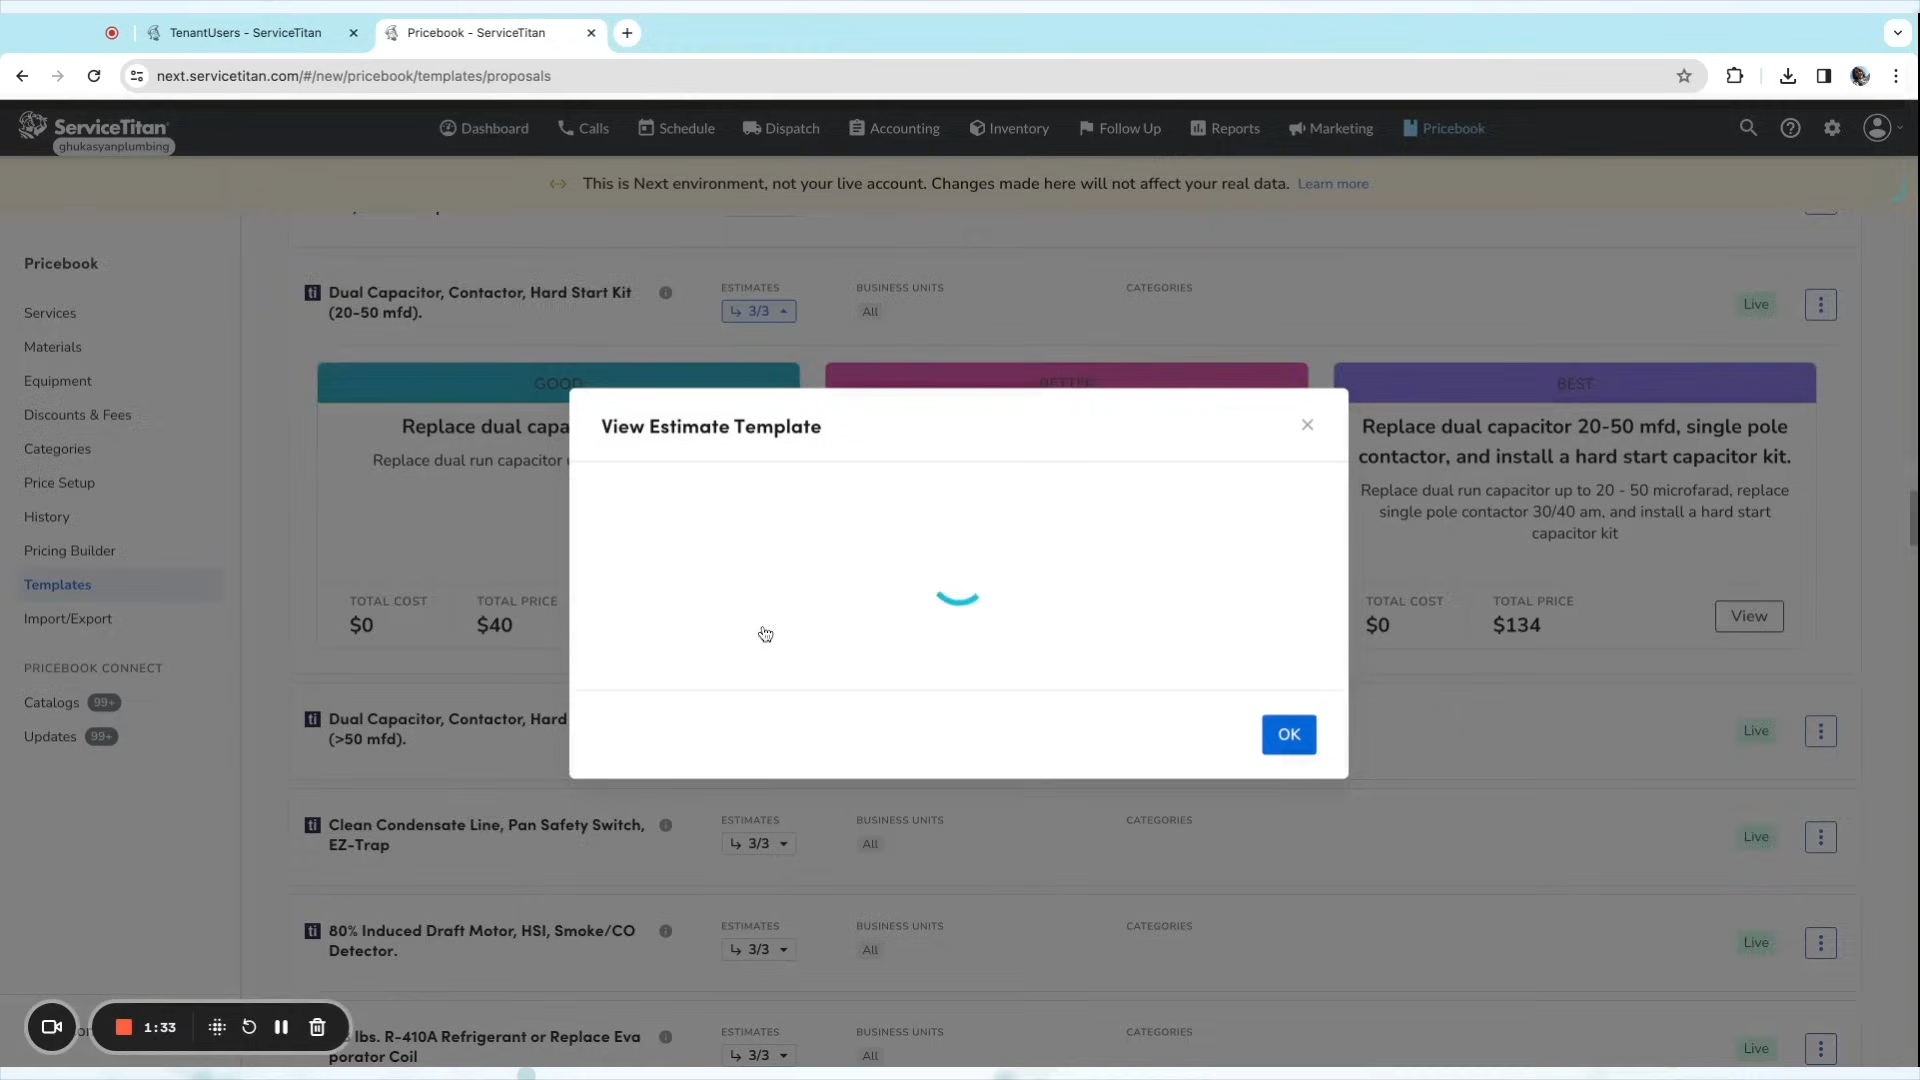 TenantUsers - ServiceTitan
Pricebook - ServiceTitan
next.servicetitan.com/#/new/pricebook/templates/proposals
ServiceTitan
ghukasyanplumbing
Dashboard
Calls
Schedule
Dispatch
Accounting
Inventory
Follow Up
Reports
Marketing
Pricebook
This is Next environment, not your live account. Changes made here will not affect your real data. Learn more
Pricebook
Services
Materials
Equipment
Discounts & Fees
Categories
Price Setup
History
Pricing Builder
Templates
Import/Export
PRICEBOOK CONNECT
Catalogs 99+
Updates 99+
ti Dual Capacitor, Contactor, Hard Start Kit
(20-50 mfd).
ESTIMATES
3/3
BUSINESS UNITS
All
CATEGORIES
Live
GOOD
Replace dual capa
Replace dual run capacitor
TOTAL COST
$0
TOTAL PRICE
$40
BEST
Replace dual capacitor 20-50 mfd, single pole
contactor, and install a hard start capacitor kit.
Replace dual run capacitor up to 20 - 50 microfarad, replace
single pole contactor 30/40 am, and install a hard start
capacitor kit
TOTAL COST
$0
TOTAL PRICE
$134
View
View Estimate Template
OK
ti Dual Capacitor, Contactor, Hard
(>50 mfd).
Live
ti Clean Condensate Line, Pan Safety Switch,
EZ-Trap
ESTIMATES
3/3
BUSINESS UNITS
All
CATEGORIES
Live
ti 80% Induced Draft Motor, HSI, Smoke/CO
Detector.
ESTIMATES
3/3
BUSINESS UNITS
All
CATEGORIES
Live
lbs. R-410A Refrigerant or Replace Eva
porator Coil
ESTIMATES
3/3
BUSINESS UNITS
All
CATEGORIES
Live
1:33